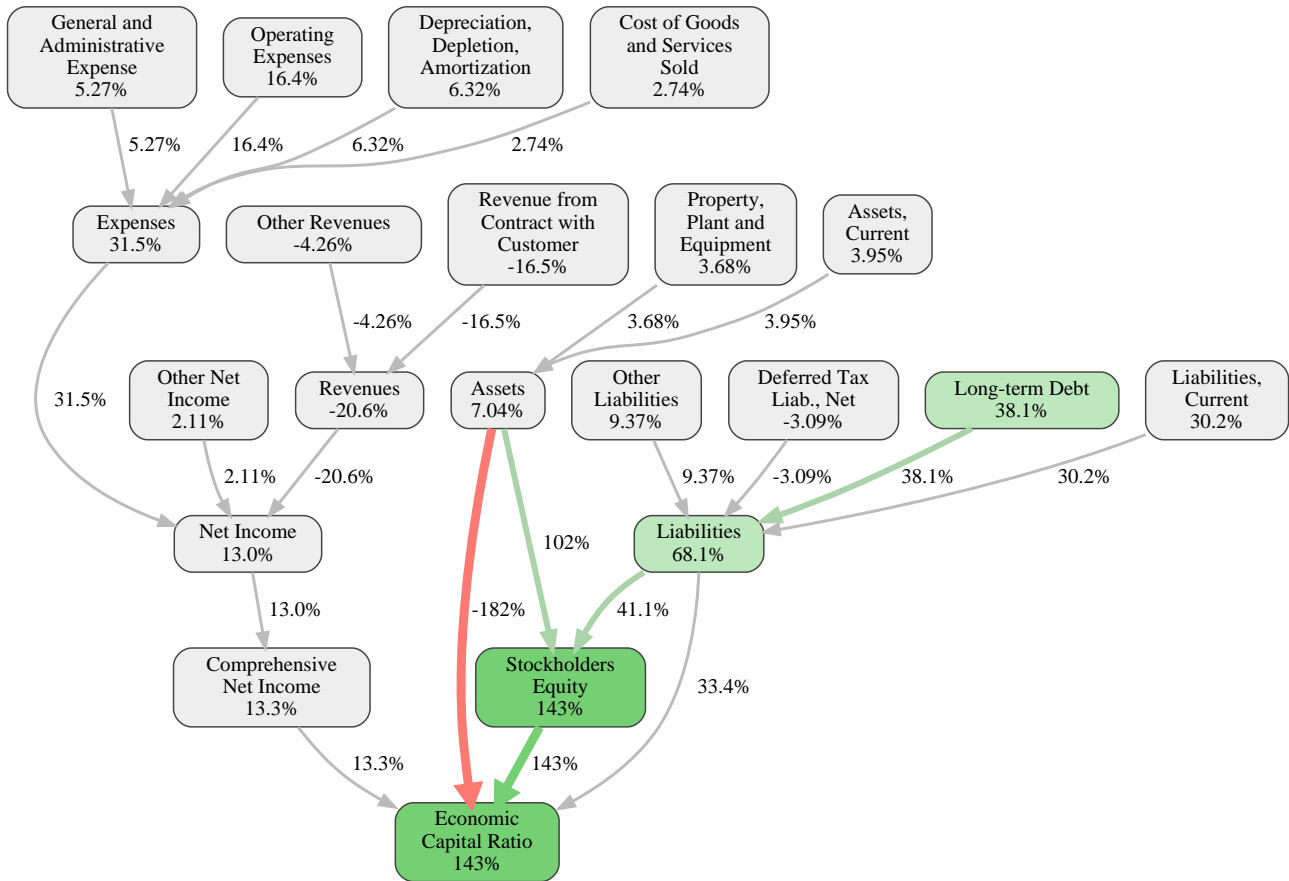 General and
Administrative
Expense
5.27%
Operating
Expenses
16.4%
Depreciation,
Depletion,
Amortization
6.32%
Cost of Goods
and Services
Sold
2.74%
5.27%
16.4%
6.32%
2.74%
Expenses
31.5%
Other Revenues
-4.26%
Revenue from
Contract with
Customer
-16.5%
Property,
Plant and
Equipment
3.68%
Assets,
Current
3.95%
-4.26%
-16.5%
3.68%
3.95%
31.5%
Other Net
Income
2.11%
Revenues
-20.6%
Assets
7.04%
Other
Liabilities
9.37%
Deferred Tax
Liab., Net
-3.09%
Long-term Debt
38.1%
Liabilities,
Current
30.2%
2.11%
-20.6%
9.37%
-3.09%
38.1%
30.2%
Net Income
13.0%
102%
Liabilities
68.1%
13.0%
-182%
41.1%
Comprehensive
Net Income
13.3%
Stockholders
Equity
143%
33.4%
13.3%
143%
Economic
Capital Ratio
143%